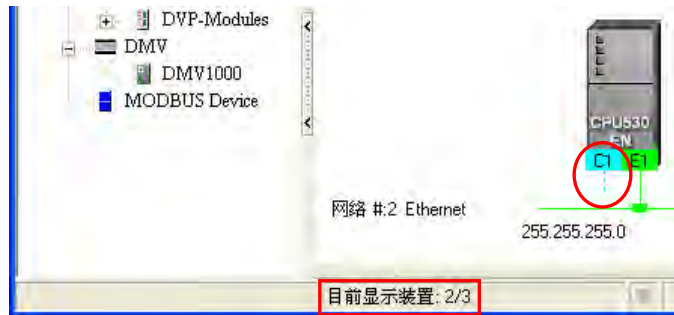 DVP-Modules
DMV
DMV1000
MODBUS Device
CPU530
EN
C1 E1
网络 #:2 Ethernet
255.255.255.0
目前显示装置: 2/3